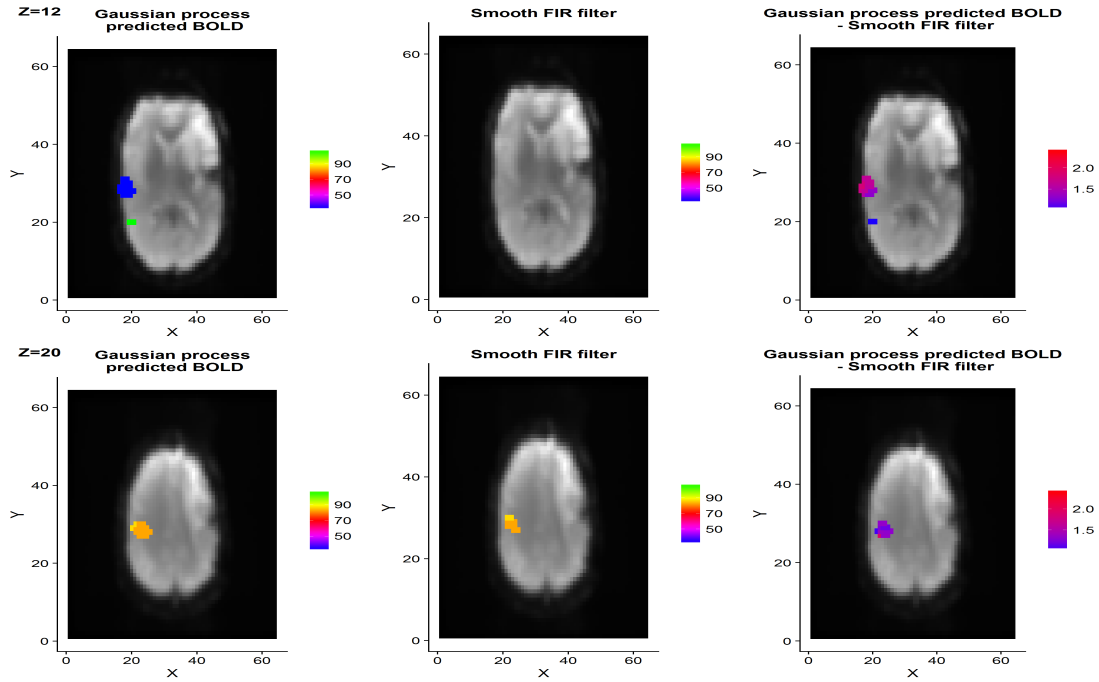 Z=12
Gaussian process
predicted BOLD
Smooth FIR filter
Gaussian process predicted BOLD
- Smooth FIR filter
60
40
20
0
Y
0 20 40 60
X
90
70
50
60
40
20
0
Y
0 20 40 60
X
90
70
50
60
40
20
0
Y
0 20 40 60
X
2.0
1.5
Z=20
Gaussian process
predicted BOLD
Smooth FIR filter
Gaussian process predicted BOLD
- Smooth FIR filter
60
40
20
0
Y
0 20 40 60
X
90
70
50
60
40
20
0
Y
0 20 40 60
X
90
70
50
60
40
20
0
Y
0 20 40 60
X
2.0
1.5